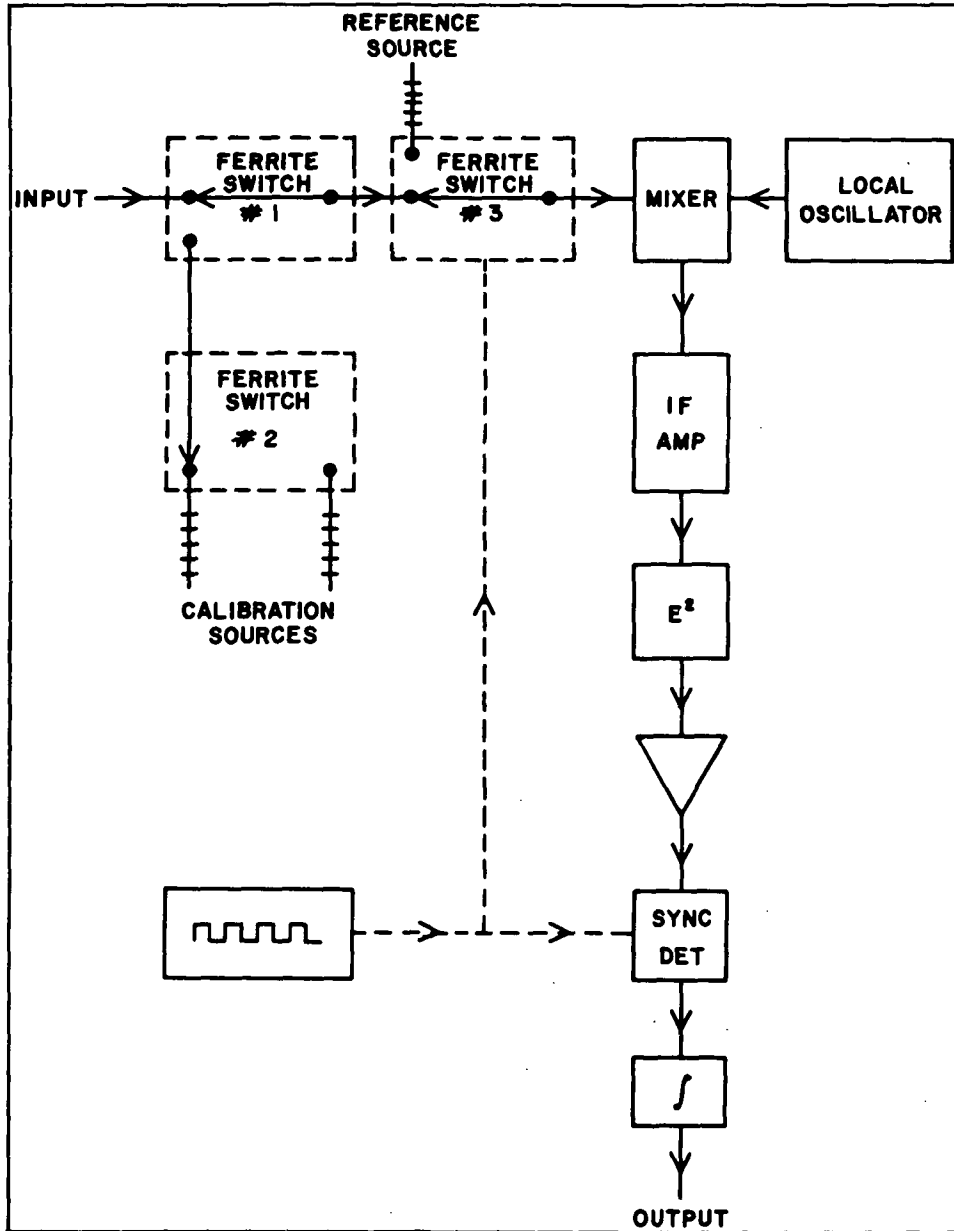 REFERENCE
SOURCE
INPUT
FERRITE
SWITCH
# 1
FERRITE
SWITCH
# 3
MIXER
LOCAL
OSCILLATOR
FERRITE
SWITCH
# 2
IF
AMP
CALIBRATION
SOURCES
E²
SYNC
DET
∫
OUTPUT